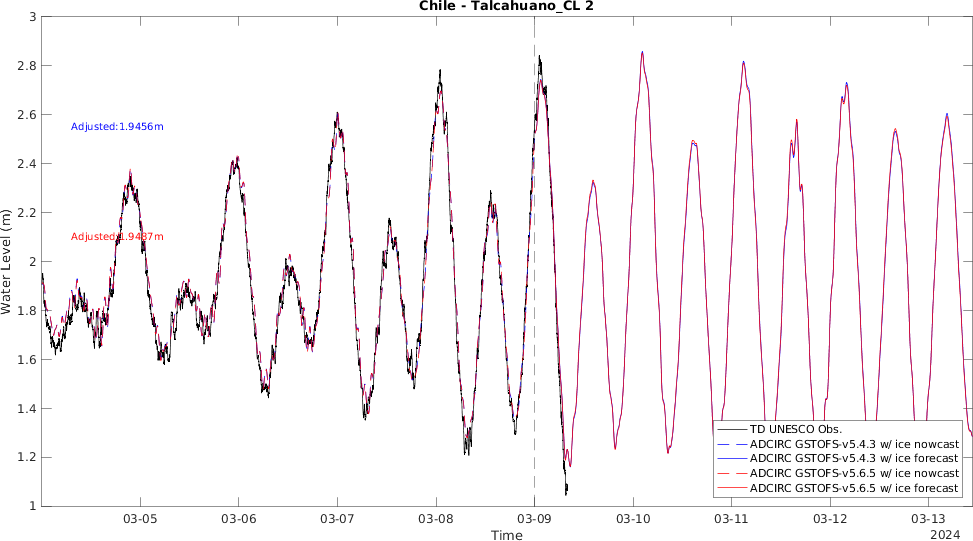 Chile - Talcahuano_CL 2
3
2.8
2.6
2.4
2.2
2
1.8
1.6
1.4
1.2
1
Water Level (m)
Adjusted:1.9456m
Adjusted:1.9487m
TD UNESCO Obs.
ADCIRC GSTOFS-v5.4.3 w/ ice nowcast
ADCIRC GSTOFS-v5.4.3 w/ ice forecast
ADCIRC GSTOFS-v5.6.5 w/ ice nowcast
ADCIRC GSTOFS-v5.6.5 w/ ice forecast
03-05 03-06 03-07 03-08 03-09 03-10 03-11 03-12 03-13
Time 2024